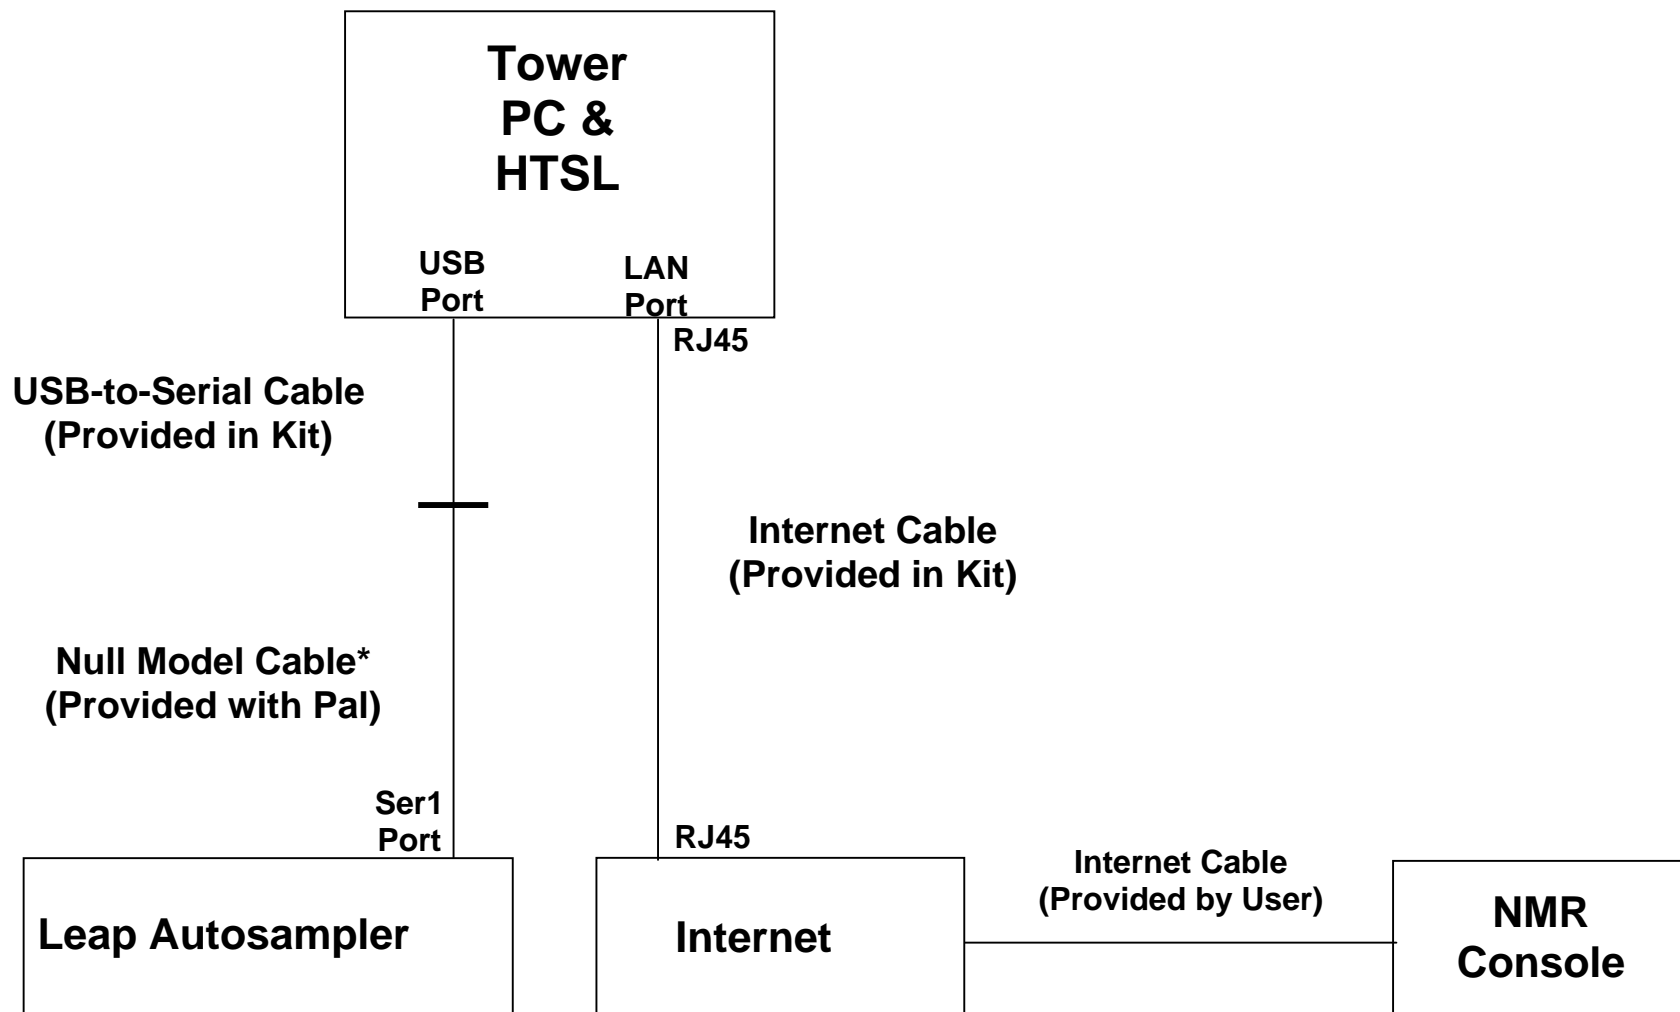 Tower
PC &
HTSL
USB
Port
LAN
Port
RJ45
USB-to-Serial Cable
(Provided in Kit)
Internet Cable
(Provided in Kit)
Null Model Cable*
(Provided with Pal)
Ser1
Port
RJ45
Internet Cable
(Provided by User)
Leap Autosampler
Internet
NMR
Console